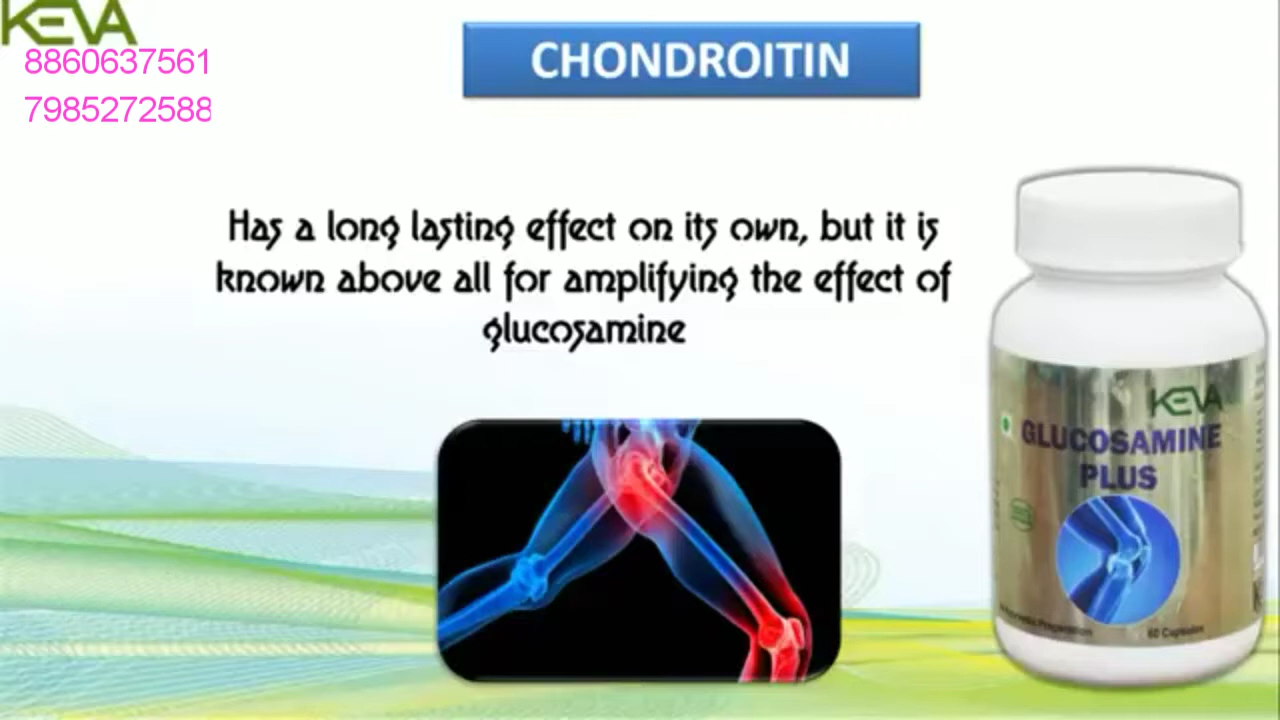 KEVA
8860637561
7985272588
CHONDROITIN
Has a long lasting effect on its own, but it is
known above all for amplifying the effect of
glucosamine
KEVA
GLUCOSAMINE
PLUS
60 Capsules